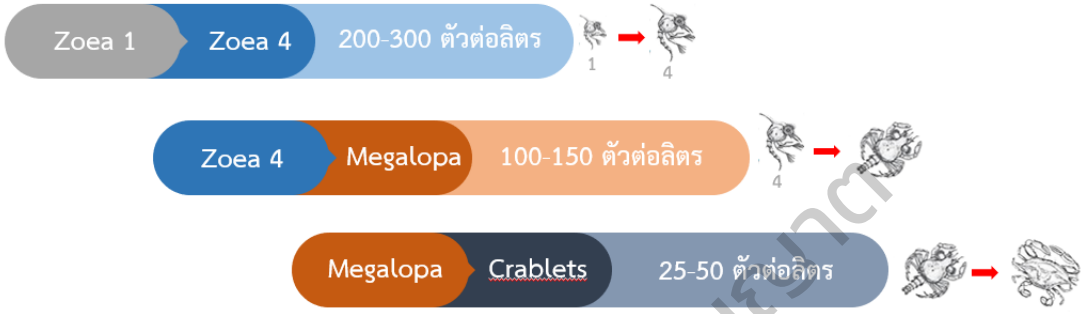 Zoea 1 Zoea 4 200-300 ตัวต่อลิตร
1 4
Zoea 4 Megalopa 100-150 ตัวต่อลิตร
4
Megalopa Crablets 25-50 ตัวต่อลิตร